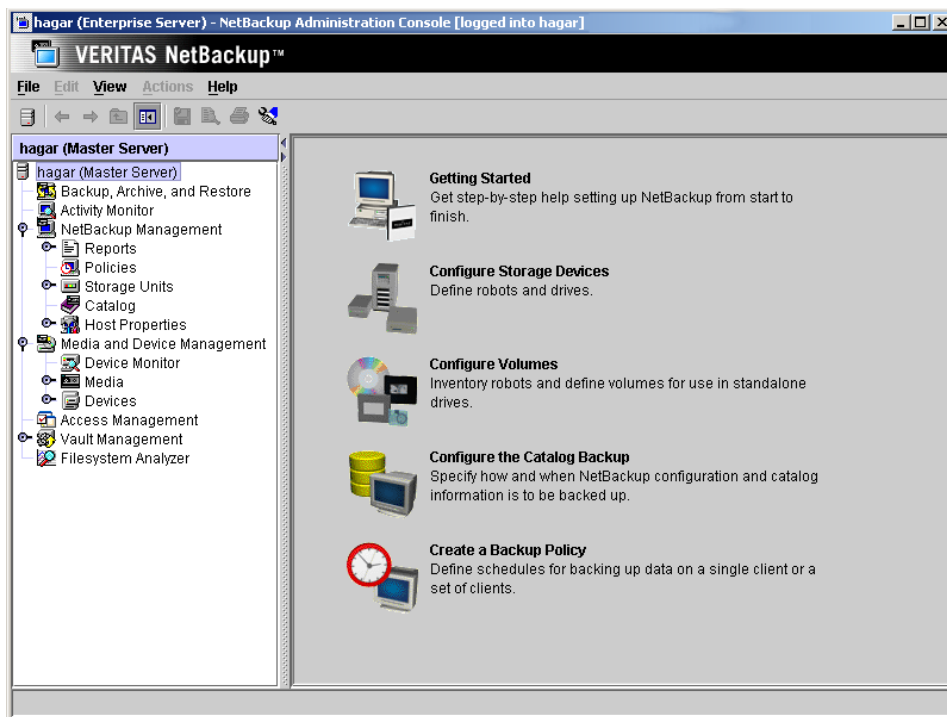 hagar (Enterprise Server) - NetBackup Administration Console [logged into hagar]
VERITAS NetBackup™
File Edit View Actions Help
hagar (Master Server)
hagar (Master Server)
Backup, Archive, and Restore
Activity Monitor
NetBackup Management
Reports
Policies
Storage Units
Catalog
Host Properties
Media and Device Management
Device Monitor
Media
Devices
Access Management
Vault Management
Filesystem Analyzer
Getting Started
Get step-by-step help setting up NetBackup from start to
finish.
Configure Storage Devices
Define robots and drives.
Configure Volumes
Inventory robots and define volumes for use in standalone
drives.
Configure the Catalog Backup
Specify how and when NetBackup configuration and catalog
information is to be backed up.
Create a Backup Policy
Define schedules for backing up data on a single client or a
set of clients.